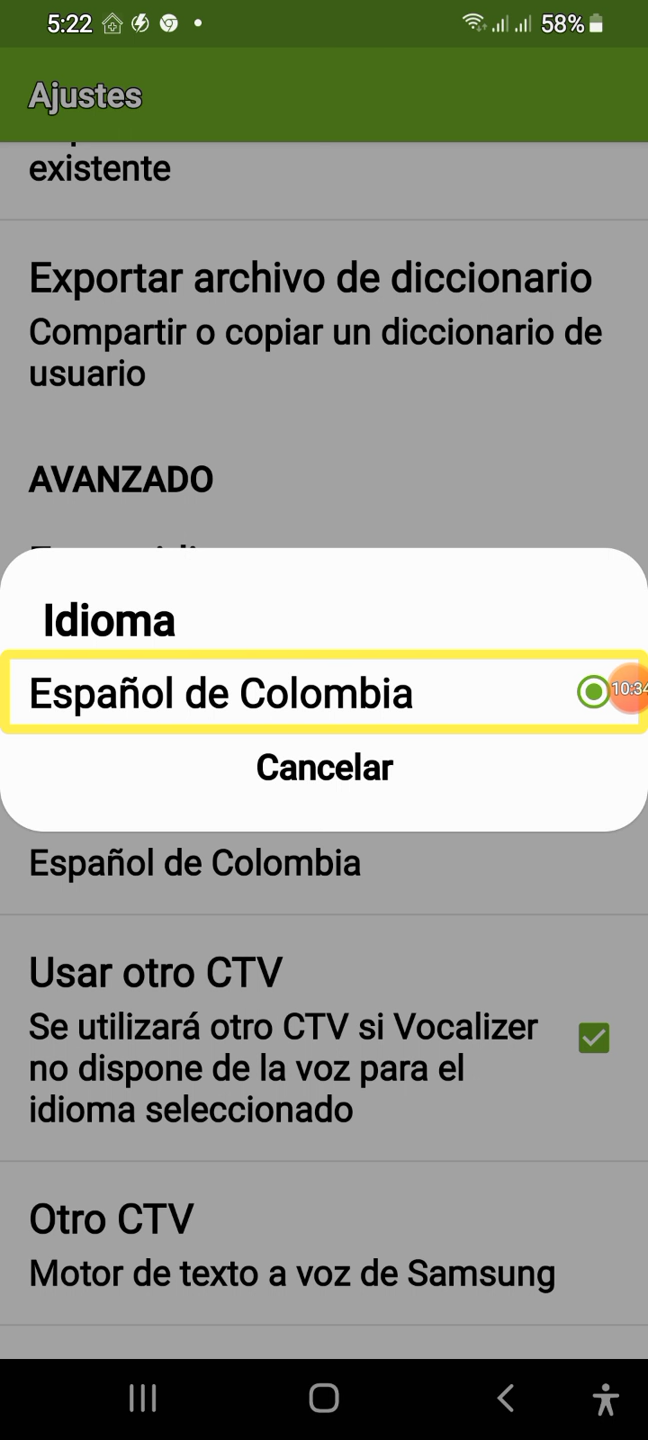 5:22
58%
Ajustes
existente
Exportar archivo de diccionario
Compartir o copiar un diccionario de
usuario
AVANZADO
Idioma
Español de Colombia
10:34
Cancelar
Español de Colombia
Usar otro CTV
Se utilizará otro CTV si Vocalizer
no dispone de la voz para el
idioma seleccionado
Otro CTV
Motor de texto a voz de Samsung